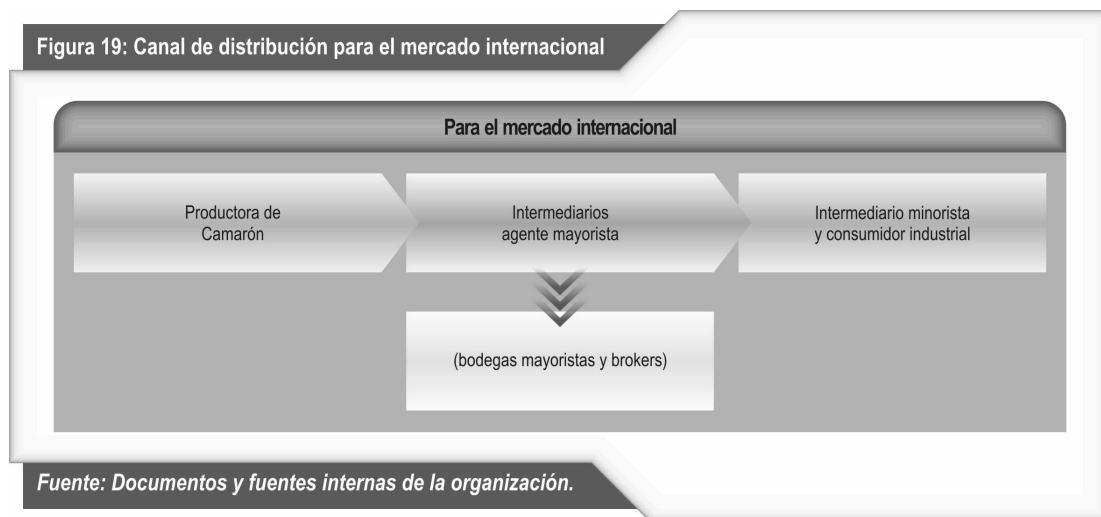 Figura 19: Canal de distribución para el mercado internacional
Para el mercado internacional
Productora de
Camarón
Intermediarios
agente mayorista
Intermediario minorista
y consumidor industrial
(bodegas mayoristas y brokers)
Fuente: Documentos y fuentes internas de la organización.